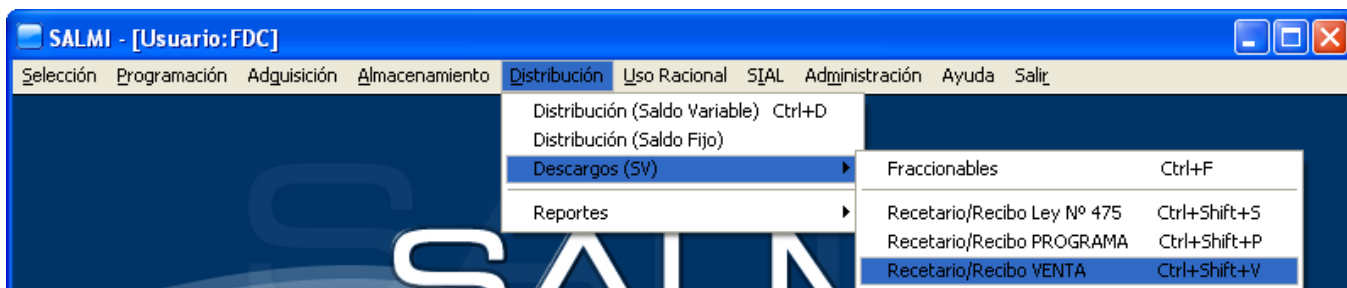 SALMI - [Usuario:FDC]
Selección Programación Adquisición Almacenamiento Distribución Uso Racional SIAL Administración Ayuda Salir
Distribución (Saldo Variable) Ctrl+D
Distribución (Saldo Fijo)
Descargos (SV)
Fraccionables Ctrl+F
Reportes
Recetario/Recibo Ley Nº 475 Ctrl+Shift+S
Recetario/Recibo PROGRAMA Ctrl+Shift+P
Recetario/Recibo VENTA Ctrl+Shift+V